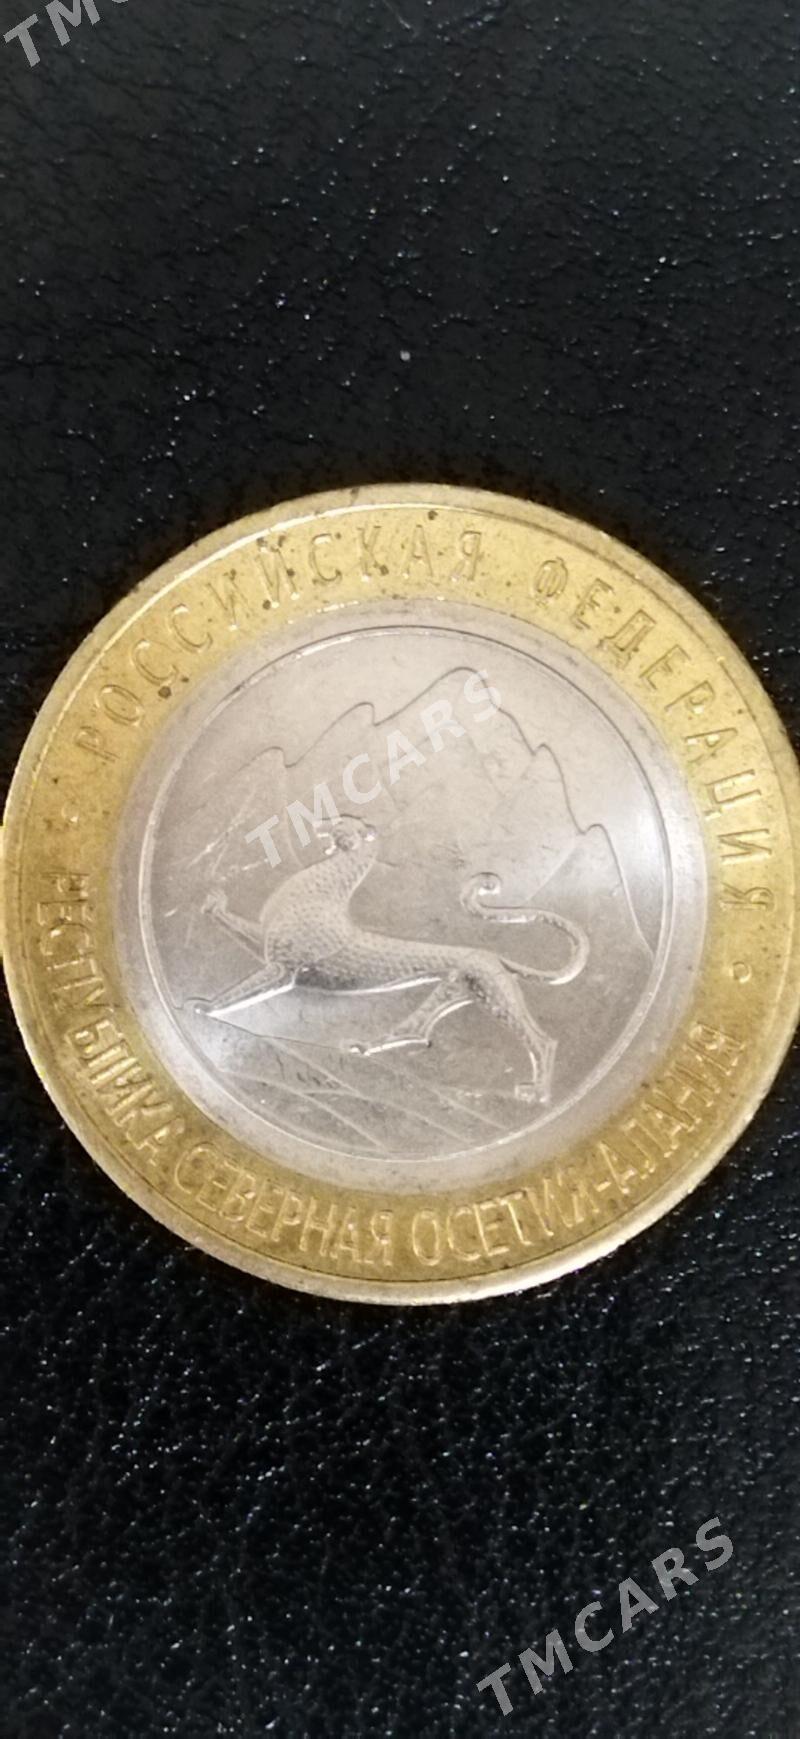 TMCARS
РОССИЙСКАЯ ФЕДЕРАЦИЯ
TMCARS
РЕСПУБЛИКА СЕВЕРНАЯ ОСЕТИЯ-АЛАНИЯ
TMCARS